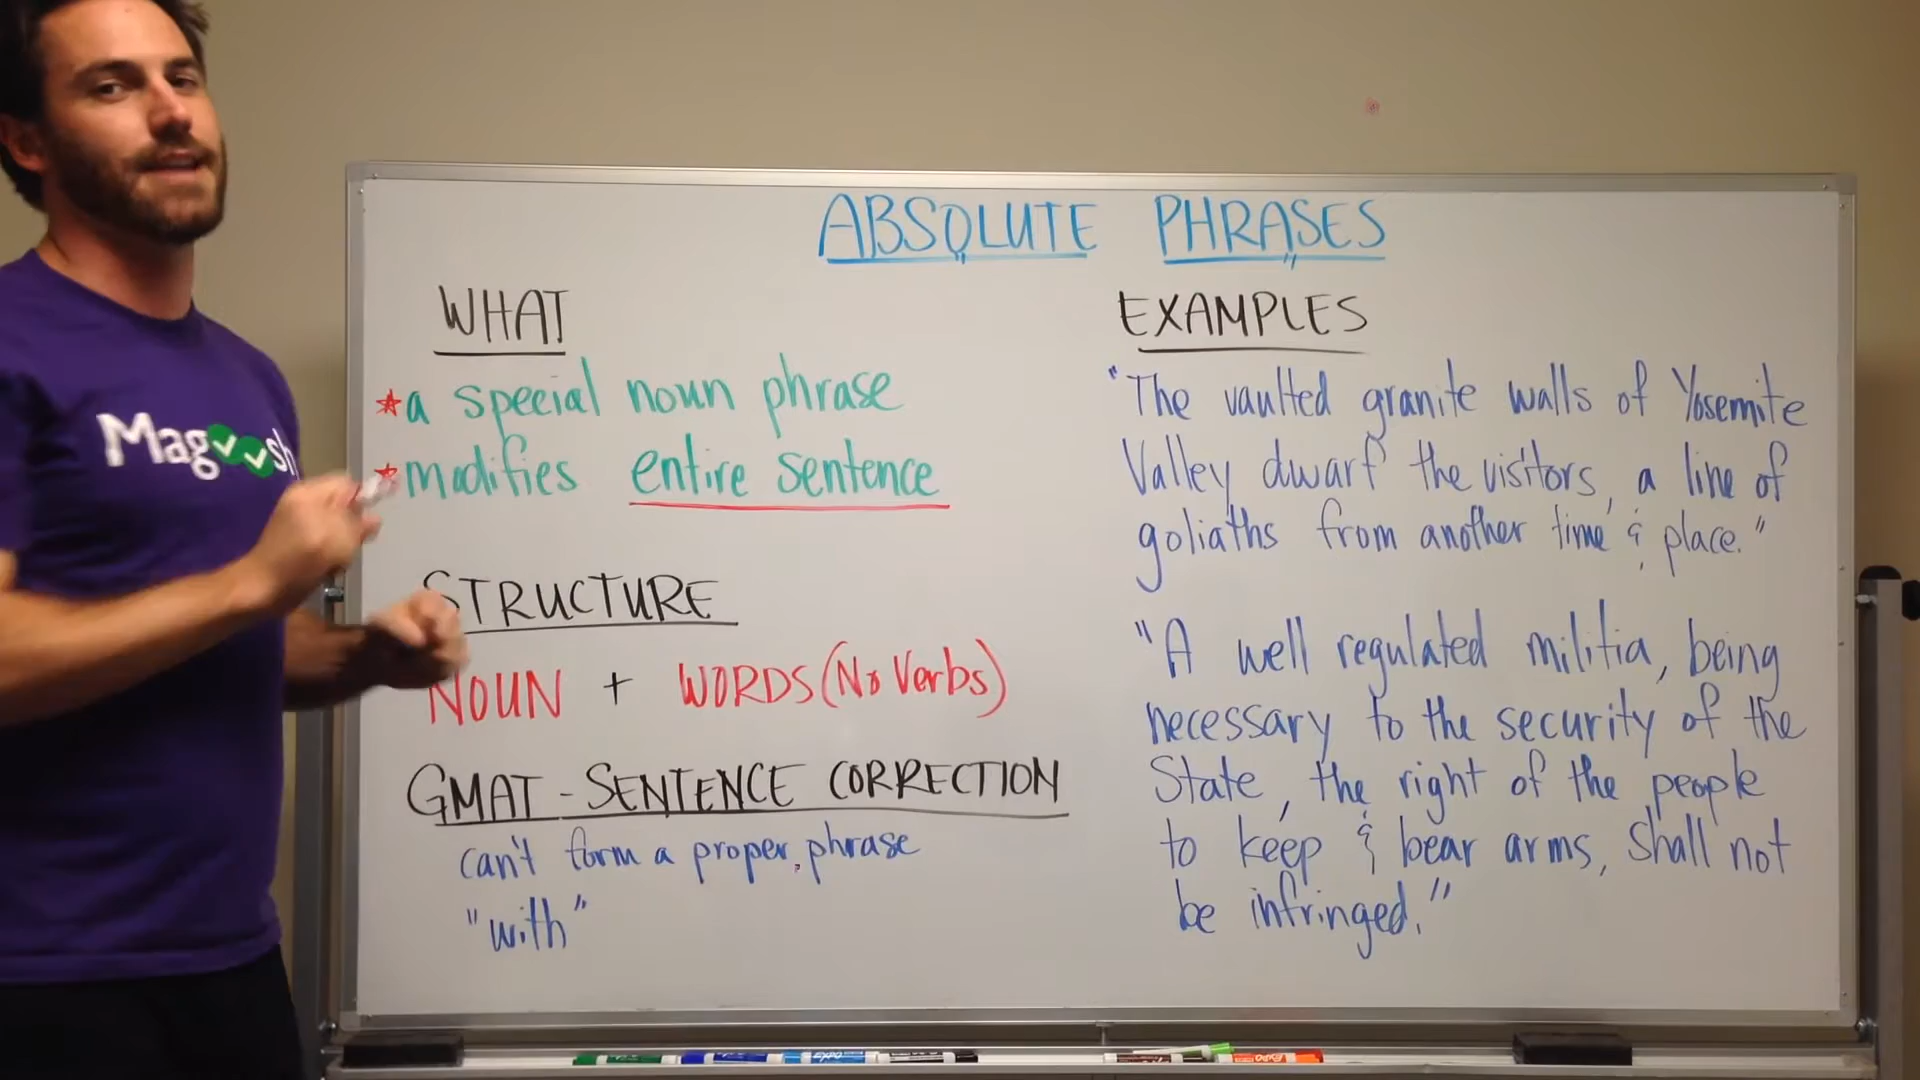 ABSOLUTE PHRASES
Magoosh
WHAT
*a special noun phrase
*modifies entire sentence
STRUCTURE
NOUN + WORDS (No Verbs)
GMAT - SENTENCE CORRECTION
can't form a proper phrase
"with"
EXAMPLES
"The vaulted granite walls of Yosemite
Valley dwarf the visitors, a line of
goliaths from another time & place."
"A well regulated militia, being
necessary to the security of the
State, the right of the people
to keep & bear arms, shall not
be infringed."